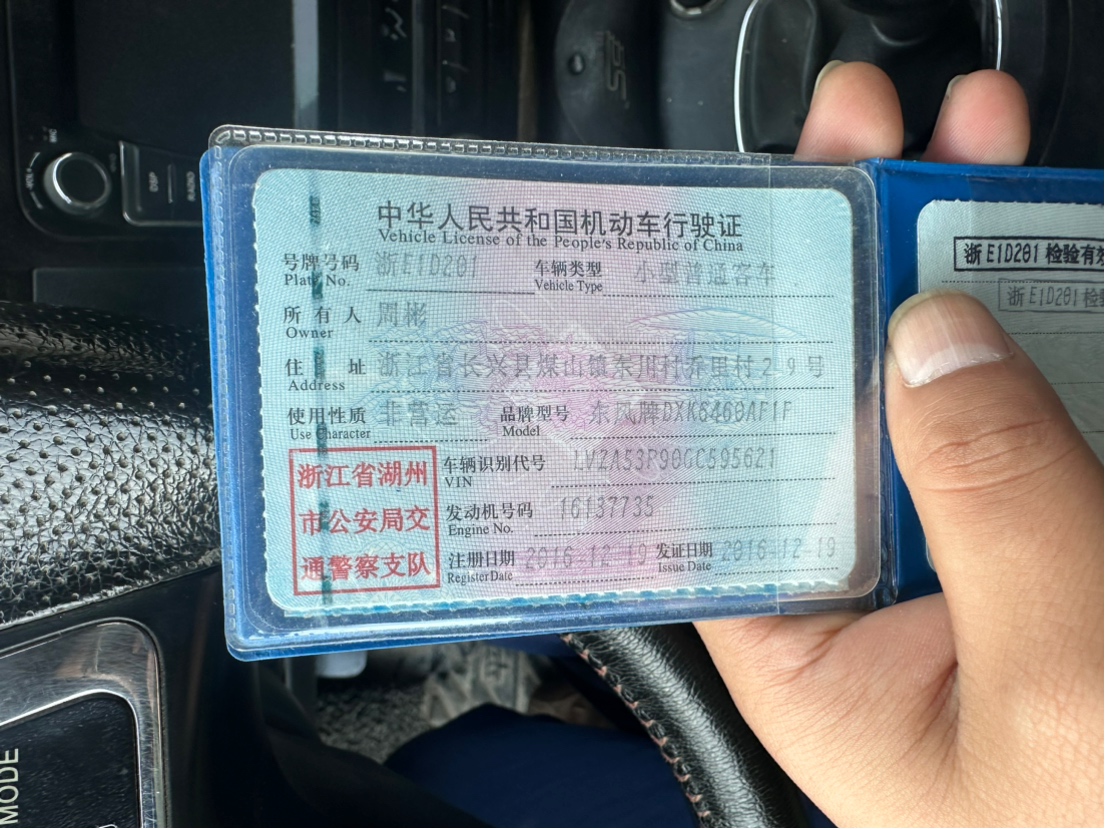 中华人民共和国机动车行驶证
Vehicle License of the People's Republic of China
号牌号码 浙E1D201 车辆类型 小型普通客车
Plate No. Vehicle Type
所有人 周彬
Owner
住址 浙江省长兴县煤山镇东川村乔里村29号
Address
使用性质 非营运 品牌型号 东风牌DXK6460AF1F
Use Character Model
浙江省湖州
市公安局交
通警察支队
车辆识别代号 LVZA53P90GC595621
VIN
发动机号码 16137735
Engine No.
注册日期 2016-12-19 发证日期 2016-12-19
Register Date Issue Date
浙E1D201 检验有效
浙E1D201 检验
MODE
DSP
RADIO